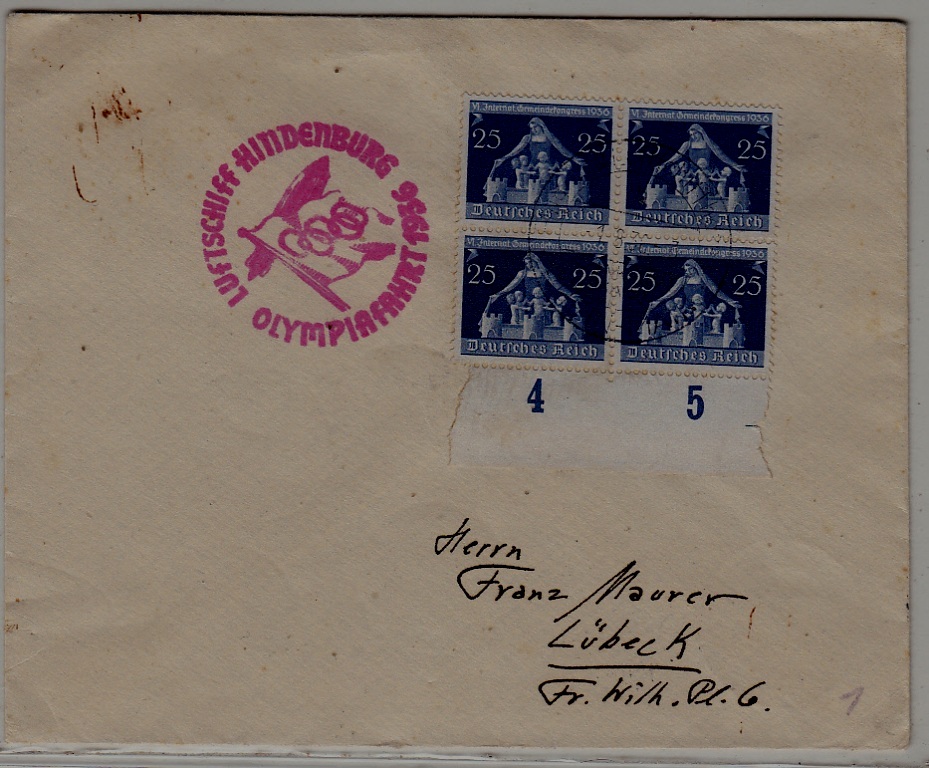 LUFTSCHIFF HINDENBURG
OLYMPIAFAHRT 1936
VI. Internat. Gemeindekongress 1936
25 25
Deutsches Reich
VI. Internat. Gemeindekongress 1936
25 25
Deutsches Reich
VI. Internat. Gemeindekongress 1936
25 25
Deutsches Reich
VI. Internat. Gemeindekongress 1936
25 25
Deutsches Reich
4 5
Herrn
Franz Maurer
Lübeck
Fr. Wilh. Pl. 6.
1